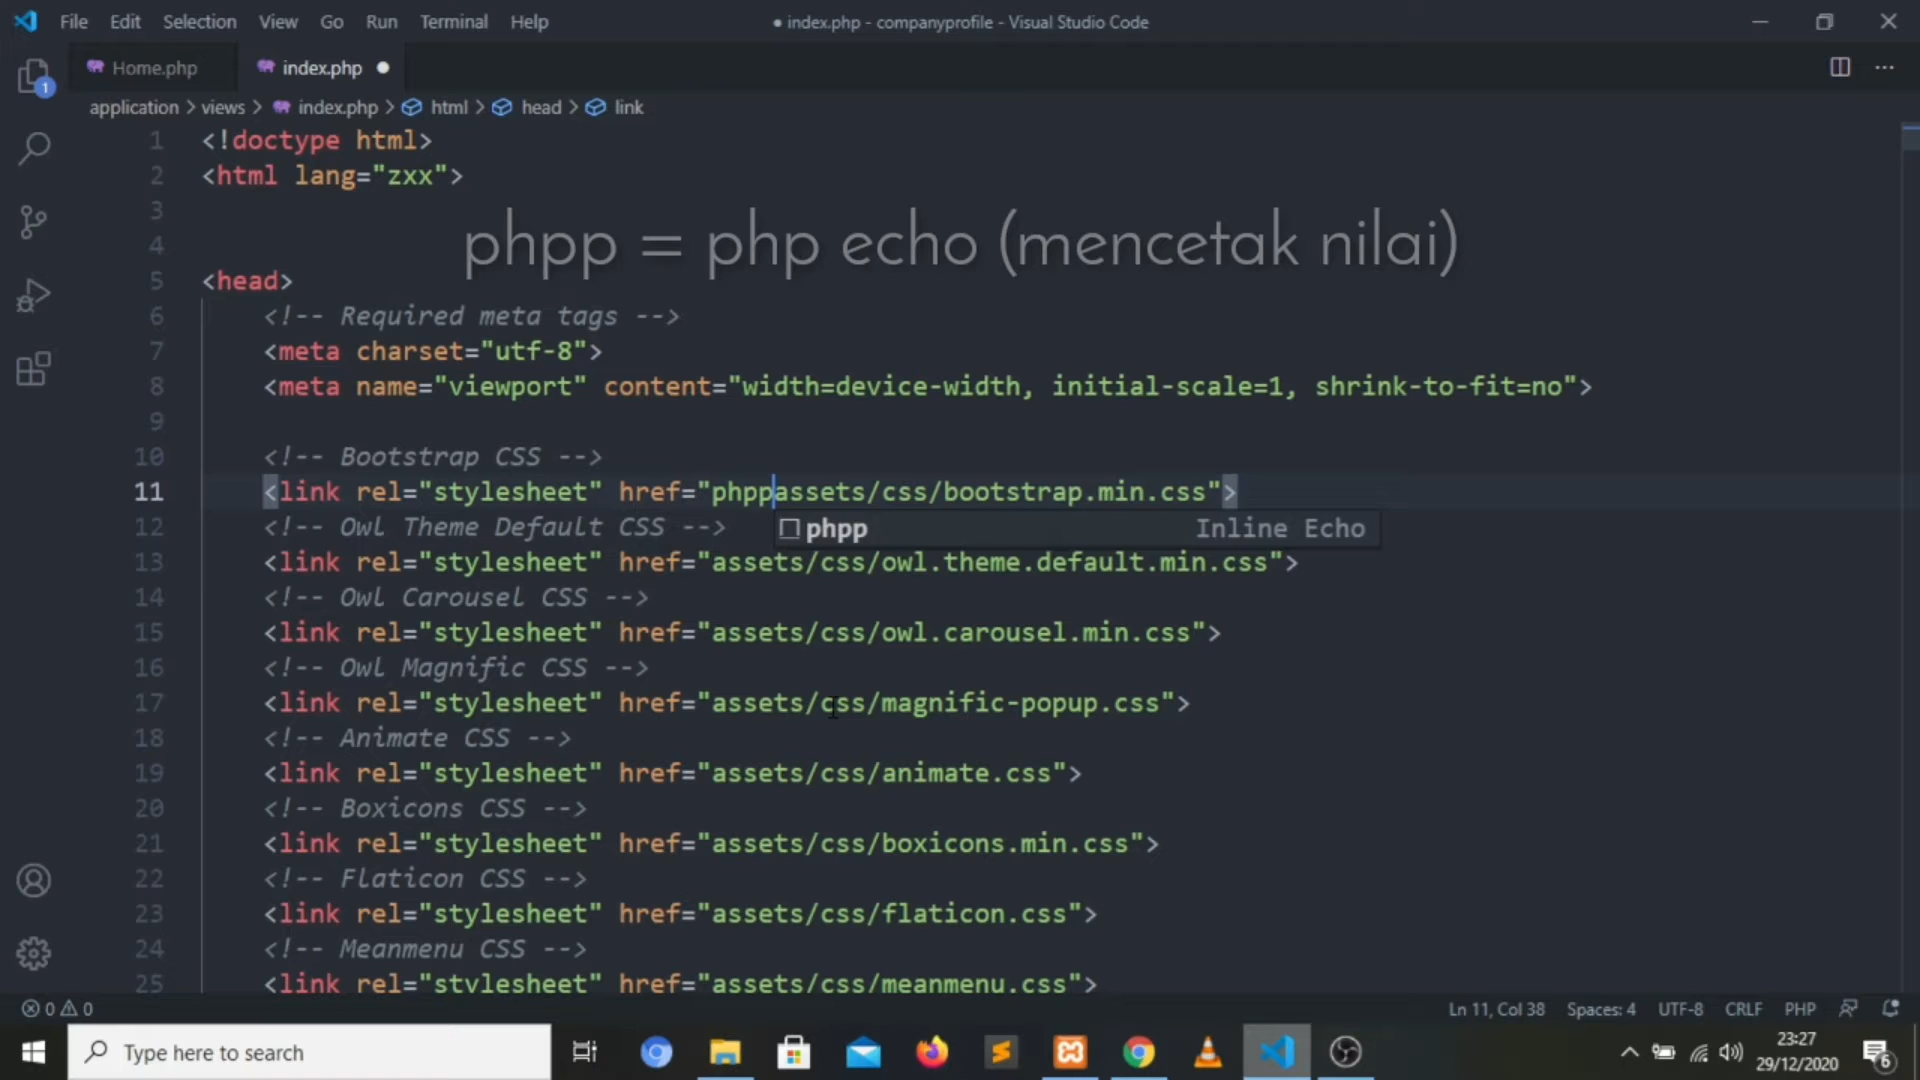 File Edit Selection View Go Run Terminal Help
● index.php - companyprofile - Visual Studio Code
Home.php
index.php ●
application > views > index.php > html > head > link
1 <!doctype html>
2 <html lang="zxx">
3
phpp = php echo (mencetak nilai)
4
5 <head>
6 <!-- Required meta tags -->
7 <meta charset="utf-8">
8 <meta name="viewport" content="width=device-width, initial-scale=1, shrink-to-fit=no">
9
10 <!-- Bootstrap CSS -->
11 <link rel="stylesheet" href="phppassets/css/bootstrap.min.css">
12 <!-- Owl Theme Default CSS -->
phpp Inline Echo
13 <link rel="stylesheet" href="assets/css/owl.theme.default.min.css">
14 <!-- Owl Carousel CSS -->
15 <link rel="stylesheet" href="assets/css/owl.carousel.min.css">
16 <!-- Owl Magnific CSS -->
17 <link rel="stylesheet" href="assets/css/magnific-popup.css">
18 <!-- Animate CSS -->
19 <link rel="stylesheet" href="assets/css/animate.css">
20 <!-- Boxicons CSS -->
21 <link rel="stylesheet" href="assets/css/boxicons.min.css">
22 <!-- Flaticon CSS -->
23 <link rel="stylesheet" href="assets/css/flaticon.css">
24 <!-- Meanmenu CSS -->
25 <link rel="stylesheet" href="assets/css/meanmenu.css">
1
0 0
Ln 11, Col 38 Spaces: 4 UTF-8 CRLF PHP
Type here to search
23:27
29/12/2020
6